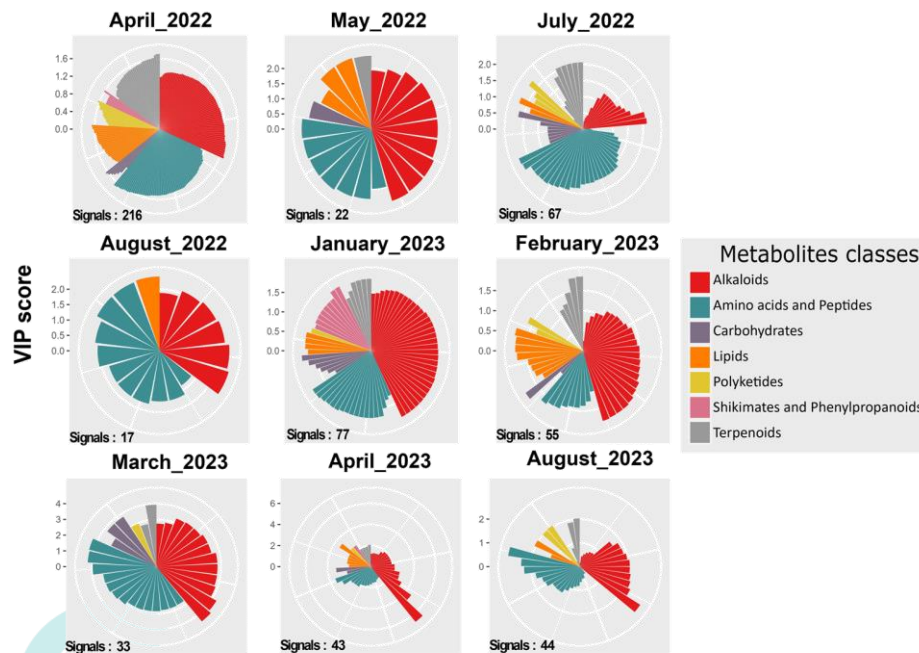 April_2022
May_2022
July_2022
1.6
1.2
0.8
0.4
0.0
Signals : 216
2.0
1.5
1.0
0.5
0.0
Signals : 22
2.0
1.5
1.0
0.5
0.0
Signals : 67
VIP score
August_2022
January_2023
February_2023
2.0
1.5
1.0
0.5
0.0
Signals : 17
1.5
1.0
0.5
0.0
Signals : 77
1.5
1.0
0.5
0.0
Signals : 55
Metabolites classes
Alkaloids
Amino acids and Peptides
Carbohydrates
Lipids
Polyketides
Shikimates and Phenylpropanoids
Terpenoids
March_2023
April_2023
August_2023
4
3
2
1
0
Signals : 33
6
4
2
0
Signals : 43
2
1
0
Signals : 44